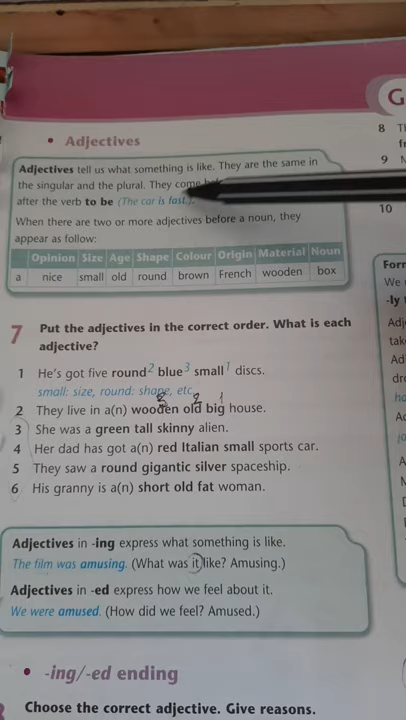 G
• Adjectives
Adjectives tell us what something is like. They are the same in
the singular and the plural. They come
after the verb to be (The car is fast.).
When there are two or more adjectives before a noun, they
appear as follow:
Opinion Size Age Shape Colour Origin Material Noun
a nice small old round brown French wooden box
7 Put the adjectives in the correct order. What is each
adjective?
1 He's got five round2 blue3 small1 discs.
small: size, round: shape, etc
3 2 1
2 They live in a(n) wooden old big house.
3 She was a green tall skinny alien.
4 Her dad has got a(n) red Italian small sports car.
5 They saw a round gigantic silver spaceship.
6 His granny is a(n) short old fat woman.
Adjectives in -ing express what something is like.
The film was amusing. (What was it like? Amusing.)
Adjectives in -ed express how we feel about it.
We were amused. (How did we feel? Amused.)
• -ing/-ed ending
Choose the correct adjective. Give reasons.
8
9
10
Form
We
-ly